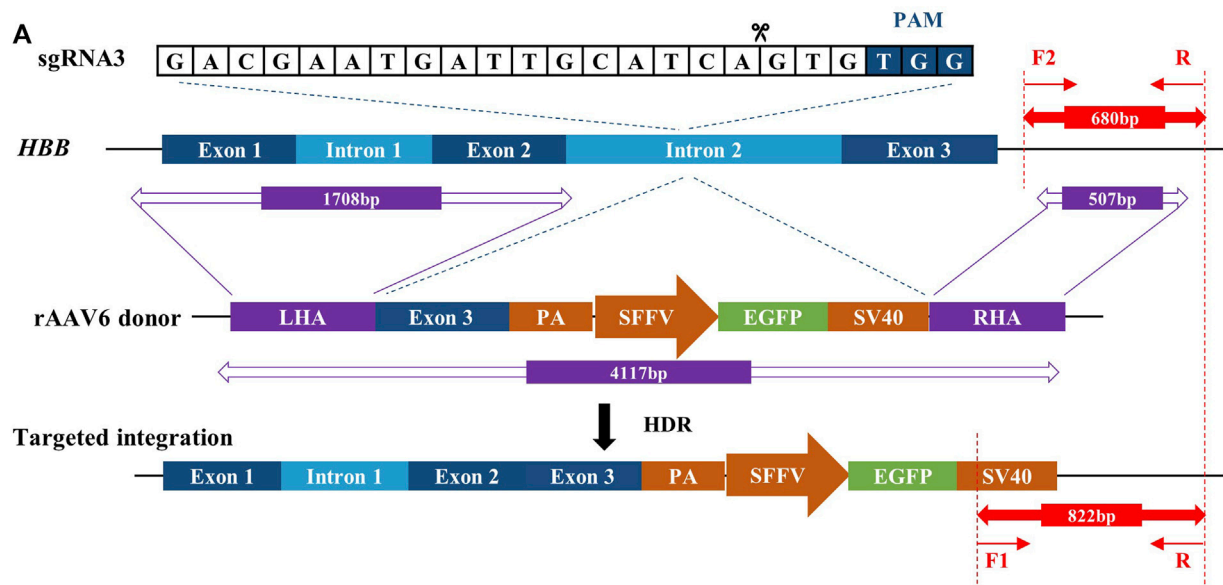 A
PAM
sgRNA3 G A C G A A T G A T T G C A T C A G T G T G G
F2 R
680bp
HBB Exon 1 Intron 1 Exon 2 Intron 2 Exon 3
1708bp 507bp
rAAV6 donor LHA Exon 3 PA SFFV EGFP SV40 RHA
4117bp
HDR
Targeted integration
Exon 1 Intron 1 Exon 2 Exon 3 PA SFFV EGFP SV40
822bp
F1 R